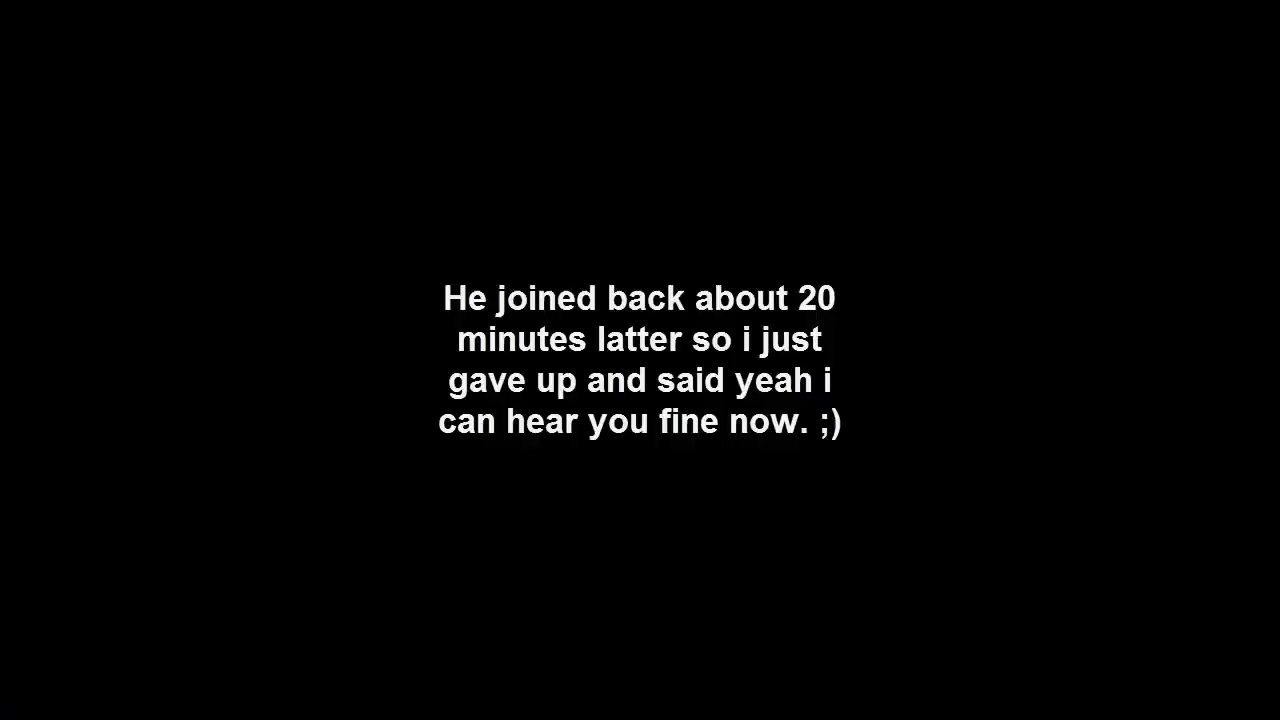 He joined back about 20
minutes latter so i just
gave up and said yeah i
can hear you fine now. ;)